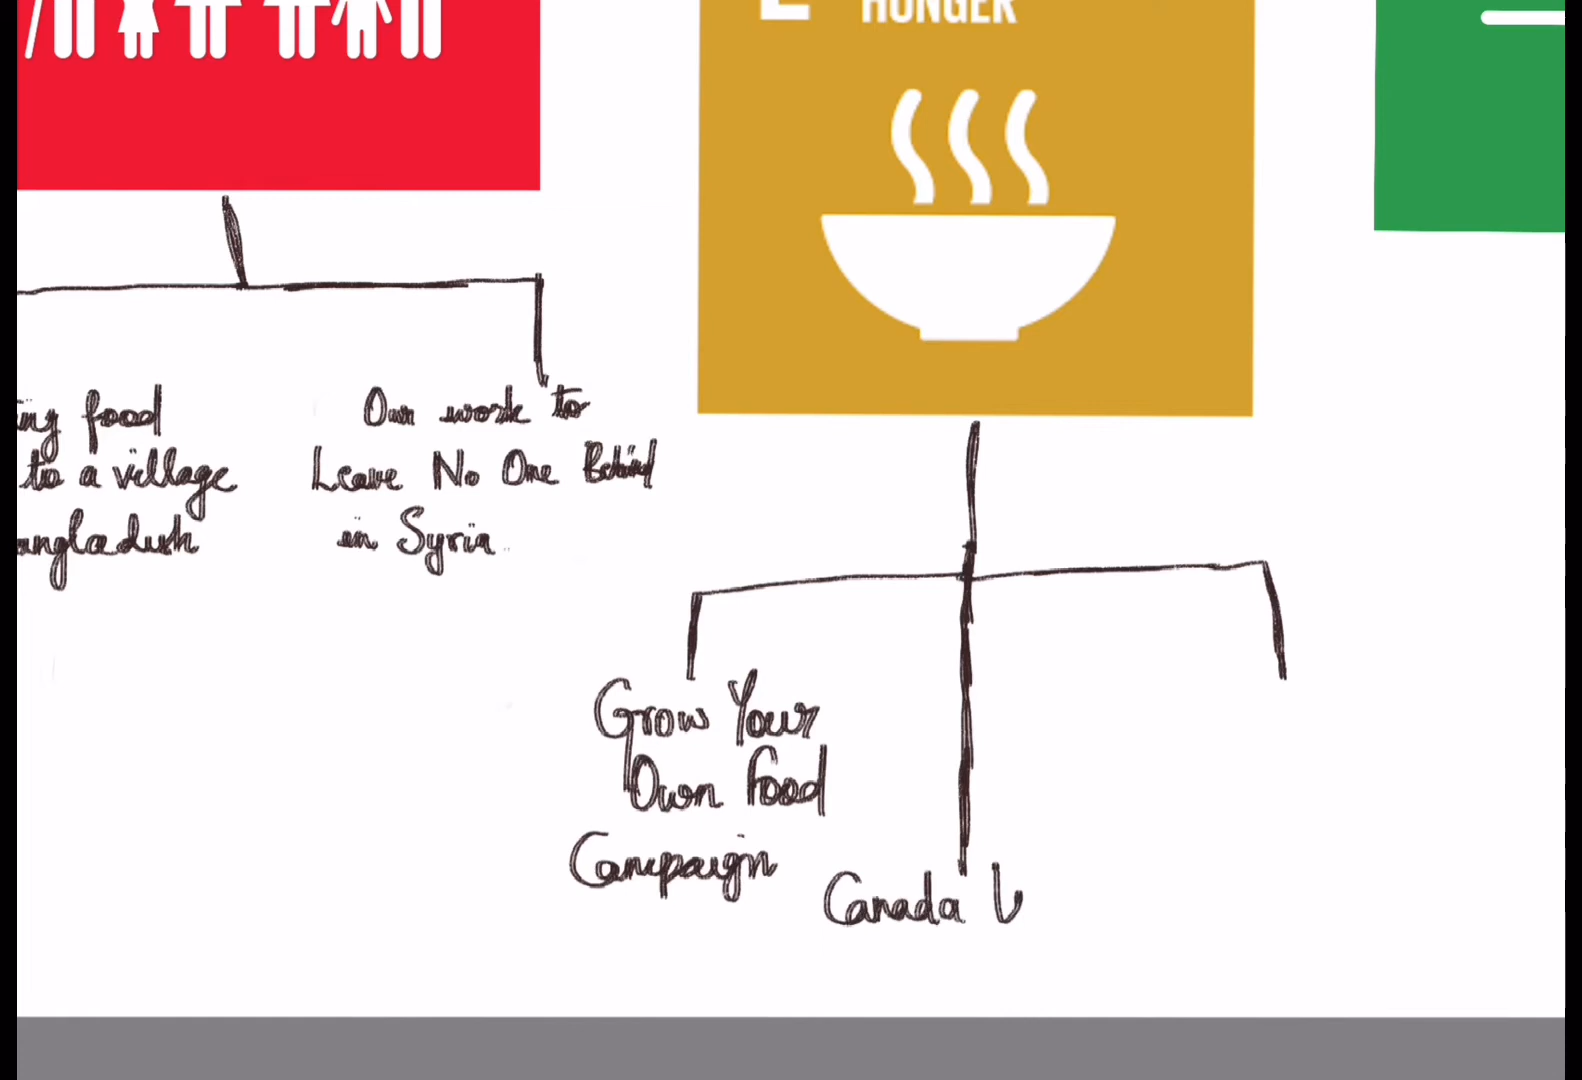 HUNGER
ing food
to a village
angladesh
Our work to
Leave No One Behind
in Syria
Grow Your
Own Food
Campaign
Canada